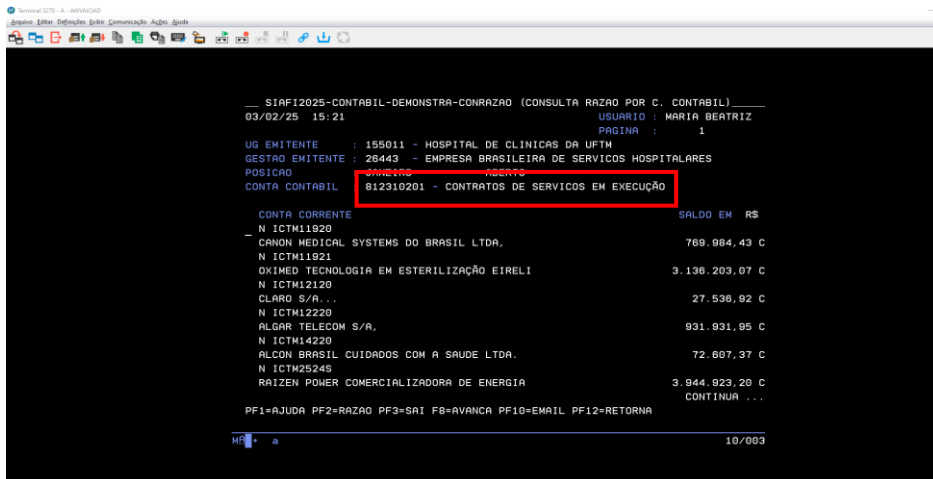 Terminal 3270 - A - AWVAIOAD
Arquivo Editar Definições Exibir Comunicação Ações Ajuda
__ SIAFI2025-CONTABIL-DEMONSTRA-CONRAZAO (CONSULTA RAZAO POR C. CONTABIL)_____
03/02/25 15:21 USUARIO : MARIA BEATRIZ
PAGINA : 1
UG EMITENTE : 155011 - HOSPITAL DE CLINICAS DA UFTM
GESTAO EMITENTE : 26443 - EMPRESA BRASILEIRA DE SERVICOS HOSPITALARES
POSICAO : JANEIRO - ABERTO
CONTA CONTABIL : 812310201 - CONTRATOS DE SERVICOS EM EXECUÇÃO
CONTA CORRENTE SALDO EM R$
_ N ICTM11920
CANON MEDICAL SYSTEMS DO BRASIL LTDA, 769.984,43 C
N ICTM11921
OXIMED TECNOLOGIA EM ESTERILIZAÇÃO EIRELI 3.136.203,07 C
N ICTM12120
CLARO S/A... 27.536,92 C
N ICTM12220
ALGAR TELECOM S/A, 931.931,95 C
N ICTM14220
ALCON BRASIL CUIDADOS COM A SAUDE LTDA. 72.607,37 C
N ICTM2524S
RAIZEN POWER COMERCIALIZADORA DE ENERGIA 3.944.923,20 C
CONTINUA ...
PF1=AJUDA PF2=RAZAO PF3=SAI F8=AVANCA PF10=EMAIL PF12=RETORNA
MA + a 10/003